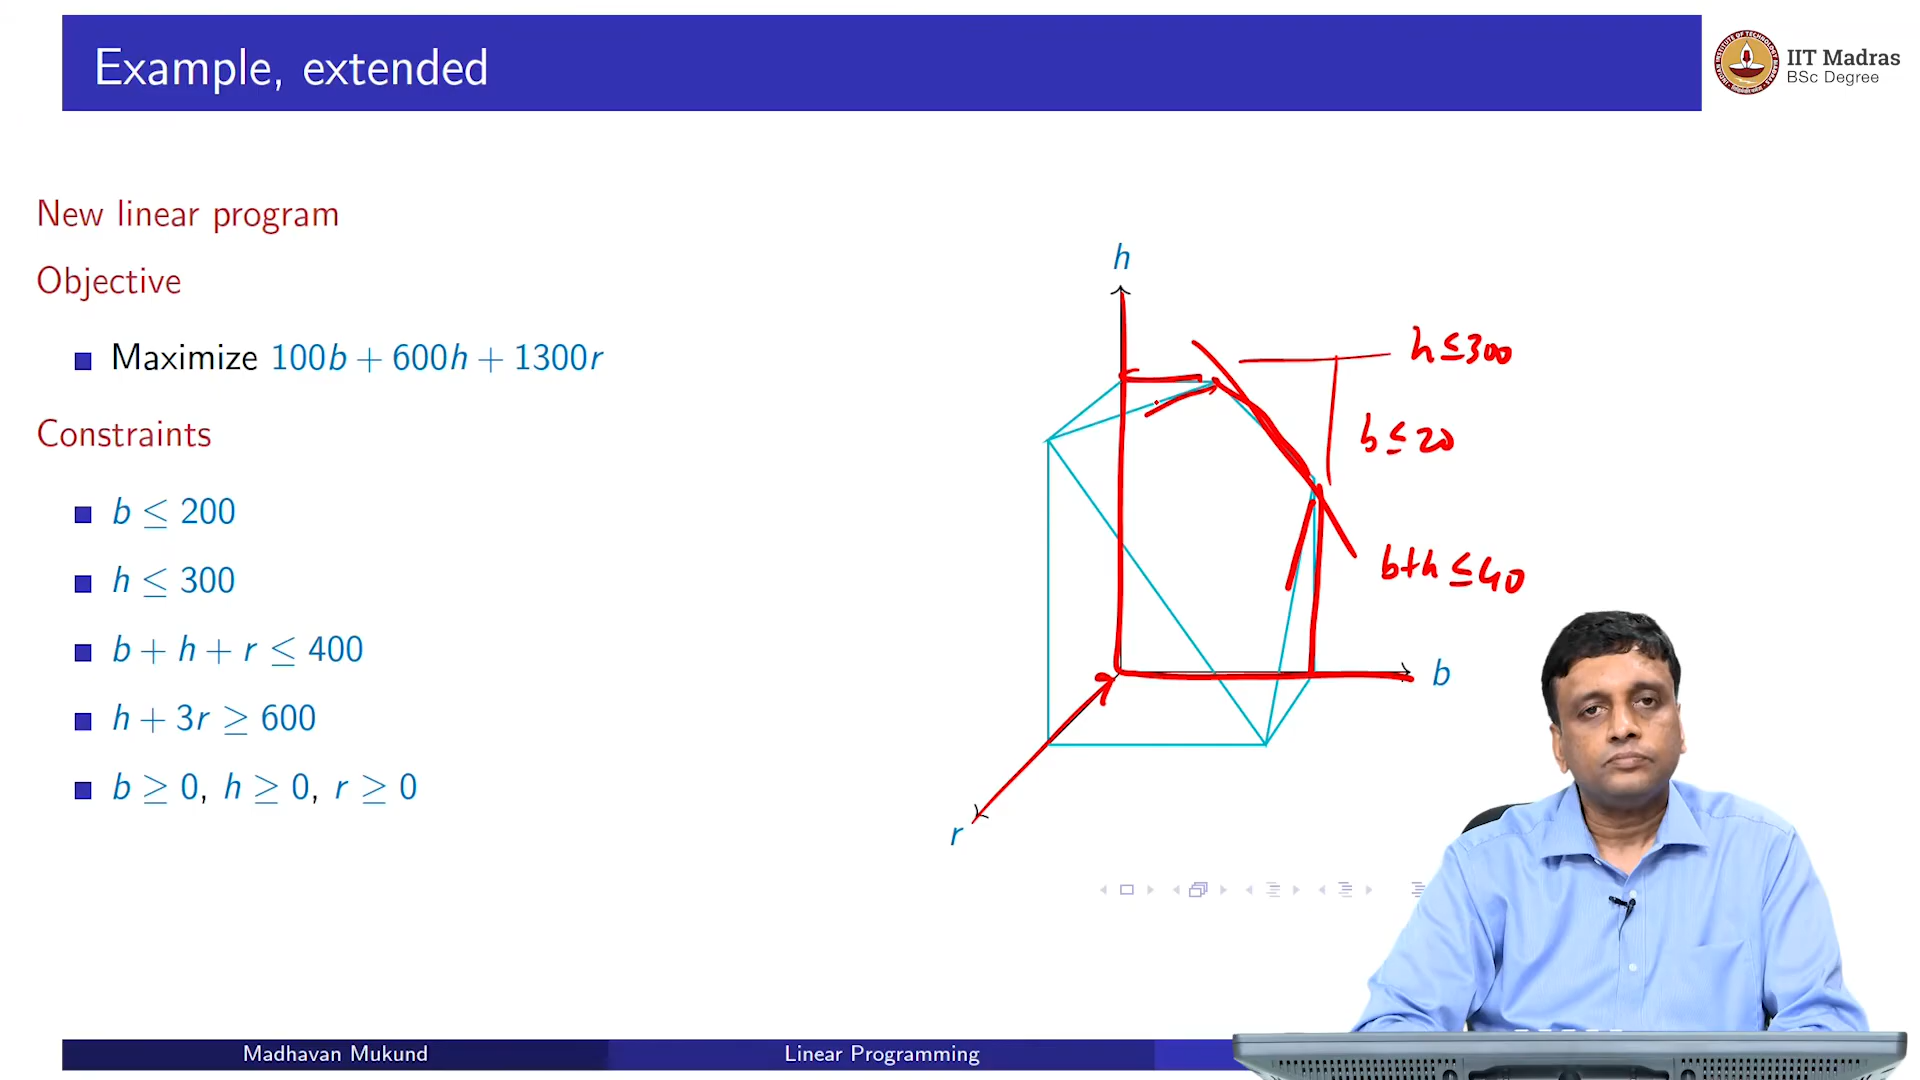 Example, extended
IIT Madras
BSc Degree
New linear program
Objective
Maximize 100b + 600h + 1300r
Constraints
b ≤ 200
h ≤ 300
b + h + r ≤ 400
h + 3r ≥ 600
b ≥ 0, h ≥ 0, r ≥ 0
h
h ≤ 300
b ≤ 20
b+h ≤ 40
b
r
Madhavan Mukund
Linear Programming